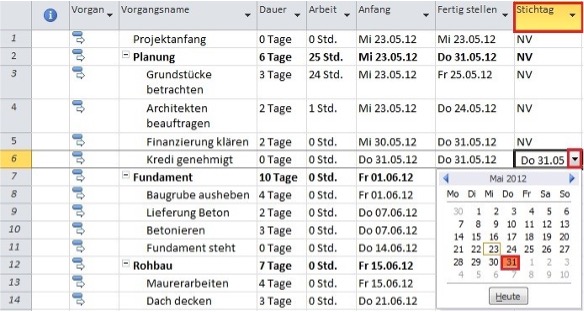 Vorgan Vorgangsname Dauer Arbeit Anfang Fertig stellen Stichtag
1 Projektanfang 0 Tage 0 Std. Mi 23.05.12 Mi 23.05.12 NV
2 Planung 6 Tage 25 Std. Mi 23.05.12 Do 31.05.12 NV
3 Grundstücke 3 Tage 24 Std. Mi 23.05.12 Fr 25.05.12 NV
betrachten
4 Architekten 2 Tage 1 Std. Mi 23.05.12 Do 24.05.12 NV
beauftragen
5 Finanzierung klären 2 Tage 0 Std. Mi 30.05.12 Do 31.05.12 NV
6 Kredi genehmigt 0 Tage 0 Std. Do 31.05.12 Do 31.05.12 Do 31.05
7 Fundament 10 Tage 0 Std. Fr 01.06.12
8 Baugrube ausheben 4 Tage 0 Std. Fr 01.06.12
9 Lieferung Beton 2 Tage 0 Std. Do 07.06.12
10 Betonieren 3 Tage 0 Std. Do 07.06.12
11 Fundament steht 0 Tage 0 Std. Do 14.06.12
12 Rohbau 7 Tage 0 Std. Fr 15.06.12
13 Maurerarbeiten 4 Tage 0 Std. Fr 15.06.12
14 Dach decken 3 Tage 0 Std. Do 21.06.12
Mai 2012
Mo Di Mi Do Fr Sa So
30 1 2 3 4 5 6
7 8 9 10 11 12 13
14 15 16 17 18 19 20
21 22 23 24 25 26 27
28 29 30 31 1 2 3
4 5 6 7 8 9 10
Heute